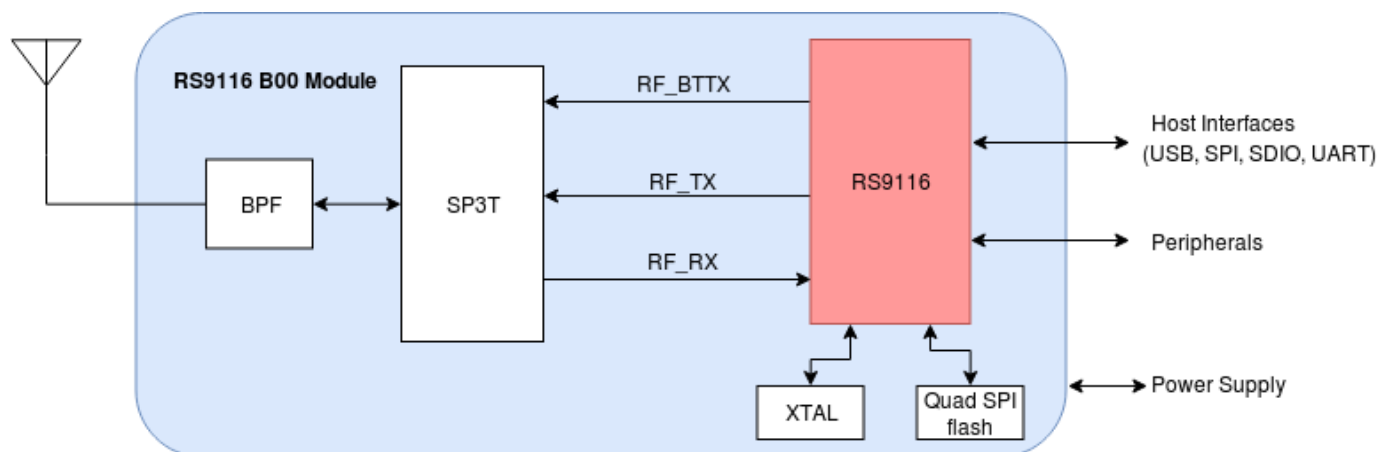 RS9116 B00 Module
RF_BTTX
Host Interfaces
(USB, SPI, SDIO, UART)
RF_TX
RS9116
BPF
SP3T
Peripherals
RF_RX
Power Supply
XTAL
Quad SPI
flash